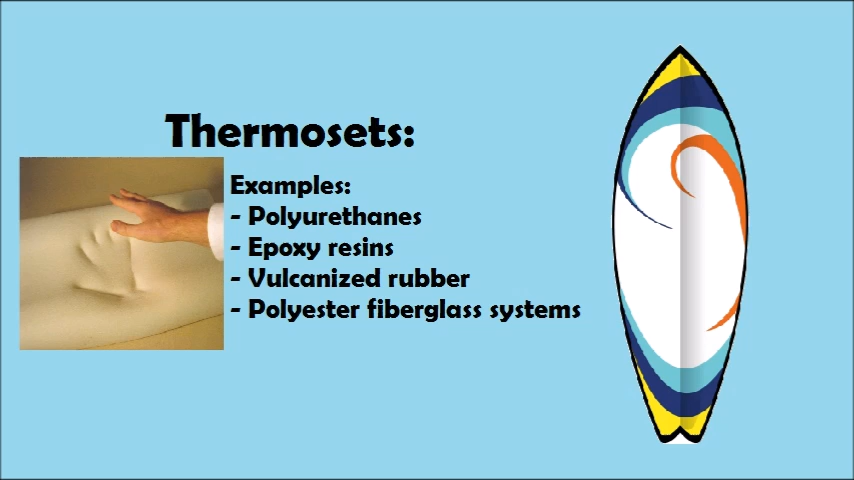 Thermosets:
Examples:
- Polyurethanes
- Epoxy resins
- Vulcanized rubber
- Polyester fiberglass systems